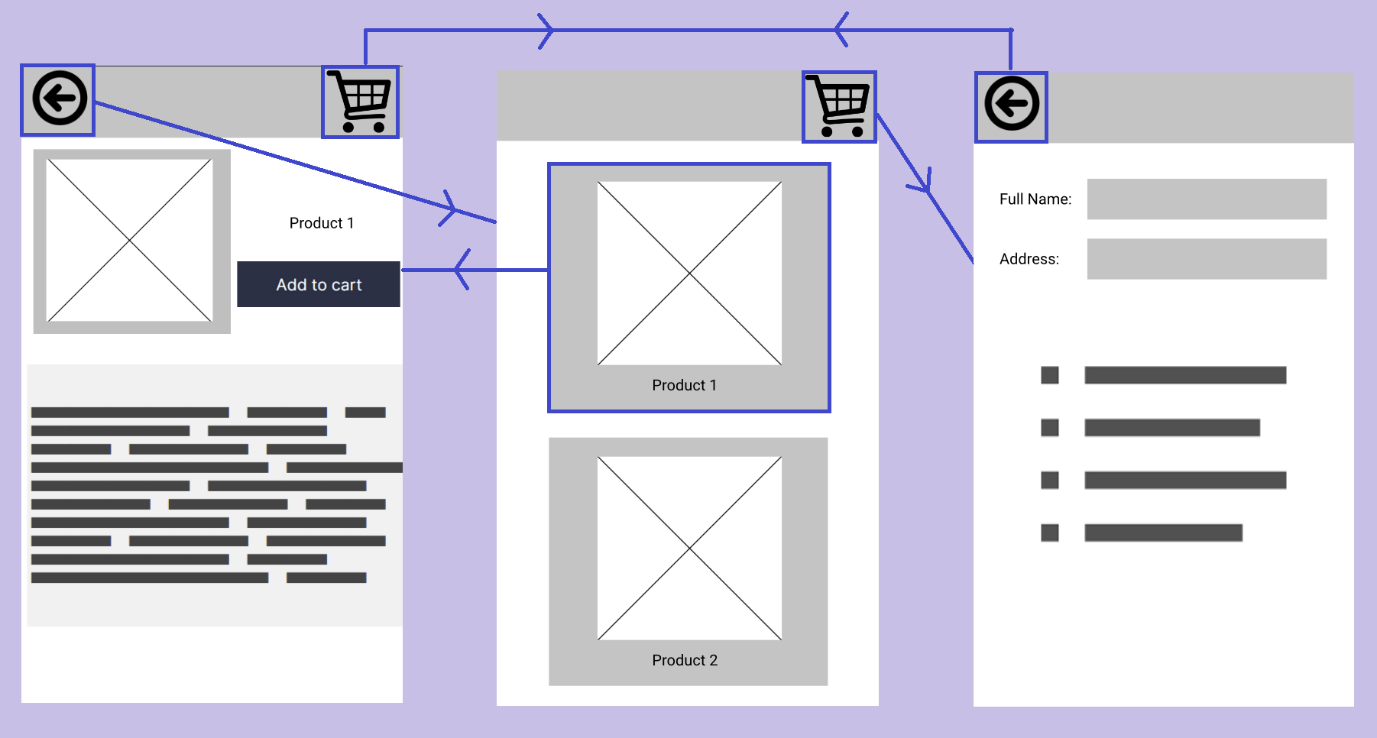 Product 1
Add to cart
Product 1
Product 2
Full Name:
Address: